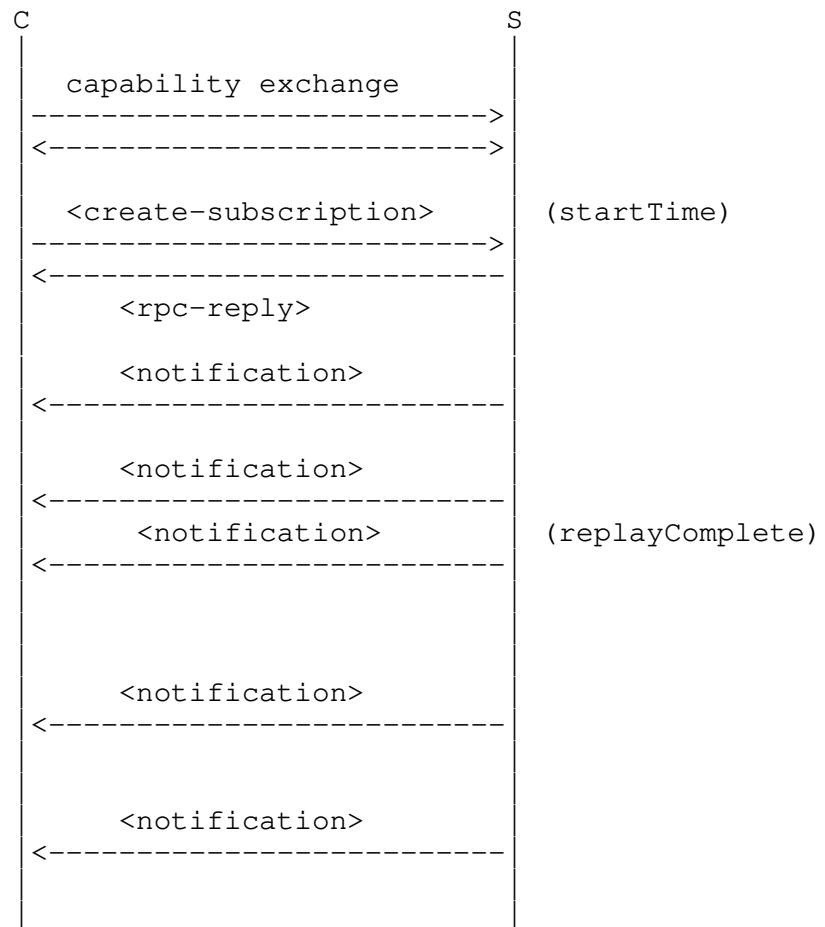 C S
capability exchange
-------------------------->
<------------------------->
<create-subscription> (startTime)
-------------------------->
<--------------------------
<rpc-reply>
<notification>
<--------------------------
<notification>
<--------------------------
<notification> (replayComplete)
<--------------------------
<notification>
<--------------------------
<notification>
<--------------------------